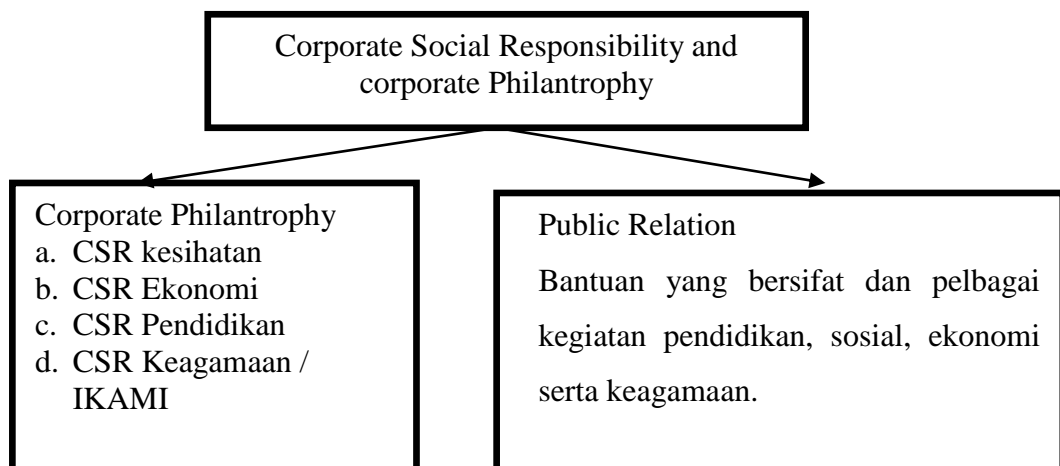 Corporate Social Responsibility and
corporate Philantrophy
Corporate Philantrophy
a. CSR kesihatan
b. CSR Ekonomi
c. CSR Pendidikan
d. CSR Keagamaan /
IKAMI
Public Relation
Bantuan yang bersifat dan pelbagai
kegiatan pendidikan, sosial, ekonomi
serta keagamaan.